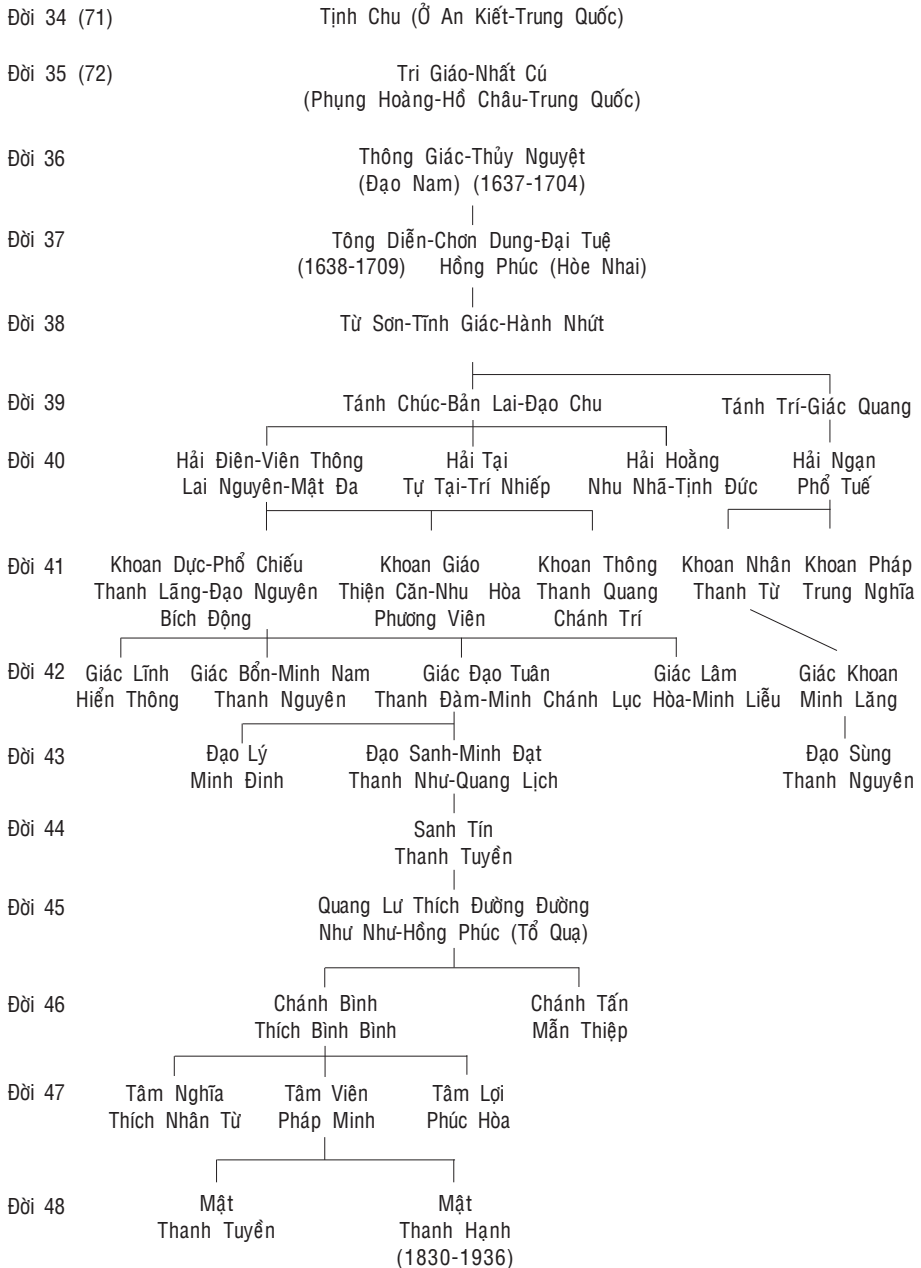 Đời 34 (71) Tịnh Chu (Ở An Kiết-Trung Quốc)
Đời 35 (72) Tri Giáo-Nhất Cú
(Phụng Hoàng-Hồ Châu-Trung Quốc)
Đời 36 Thông Giác-Thủy Nguyệt
(Đạo Nam) (1637-1704)
Đời 37 Tông Diễn-Chơn Dung-Đại Tuệ
(1638-1709) Hồng Phúc (Hòe Nhai)
Đời 38 Từ Sơn-Tĩnh Giác-Hành Nhứt
Đời 39 Tánh Chúc-Bản Lai-Đạo Chu Tánh Trí-Giác Quang
Đời 40 Hải Điên-Viên Thông Hải Tại Hải Hoằng Hải Ngạn
Lai Nguyên-Mật Đa Tự Tại-Trí Nhiếp Nhu Nhã-Tịnh Đức Phổ Tuế
Đời 41 Khoan Dực-Phổ Chiếu Khoan Giáo Khoan Thông Khoan Nhân Khoan Pháp
Thanh Lãng-Đạo Nguyên Thiện Căn-Nhu Hòa Thanh Quang Thanh Từ Trung Nghĩa
Bích Động Phương Viên Chánh Trí
Đời 42 Giác Lĩnh Giác Bổn-Minh Nam Giác Đạo Tuân Giác Lâm Giác Khoan
Hiển Thông Thanh Nguyên Thanh Đàm-Minh Chánh Lục Hòa-Minh Liễu Minh Lăng
Đời 43 Đạo Lý Đạo Sanh-Minh Đạt Đạo Sùng
Minh Đinh Thanh Như-Quang Lịch Thanh Nguyên
Đời 44 Sanh Tín
Thanh Tuyền
Đời 45 Quang Lư Thích Đường Đường
Như Như-Hồng Phúc (Tổ Quạ)
Đời 46 Chánh Bình Chánh Tấn
Thích Bình Bình Mẫn Thiệp
Đời 47 Tâm Nghĩa Tâm Viên Tâm Lợi
Thích Nhân Từ Pháp Minh Phúc Hòa
Đời 48 Mật Mật
Thanh Tuyền Thanh Hạnh
(1830-1936)